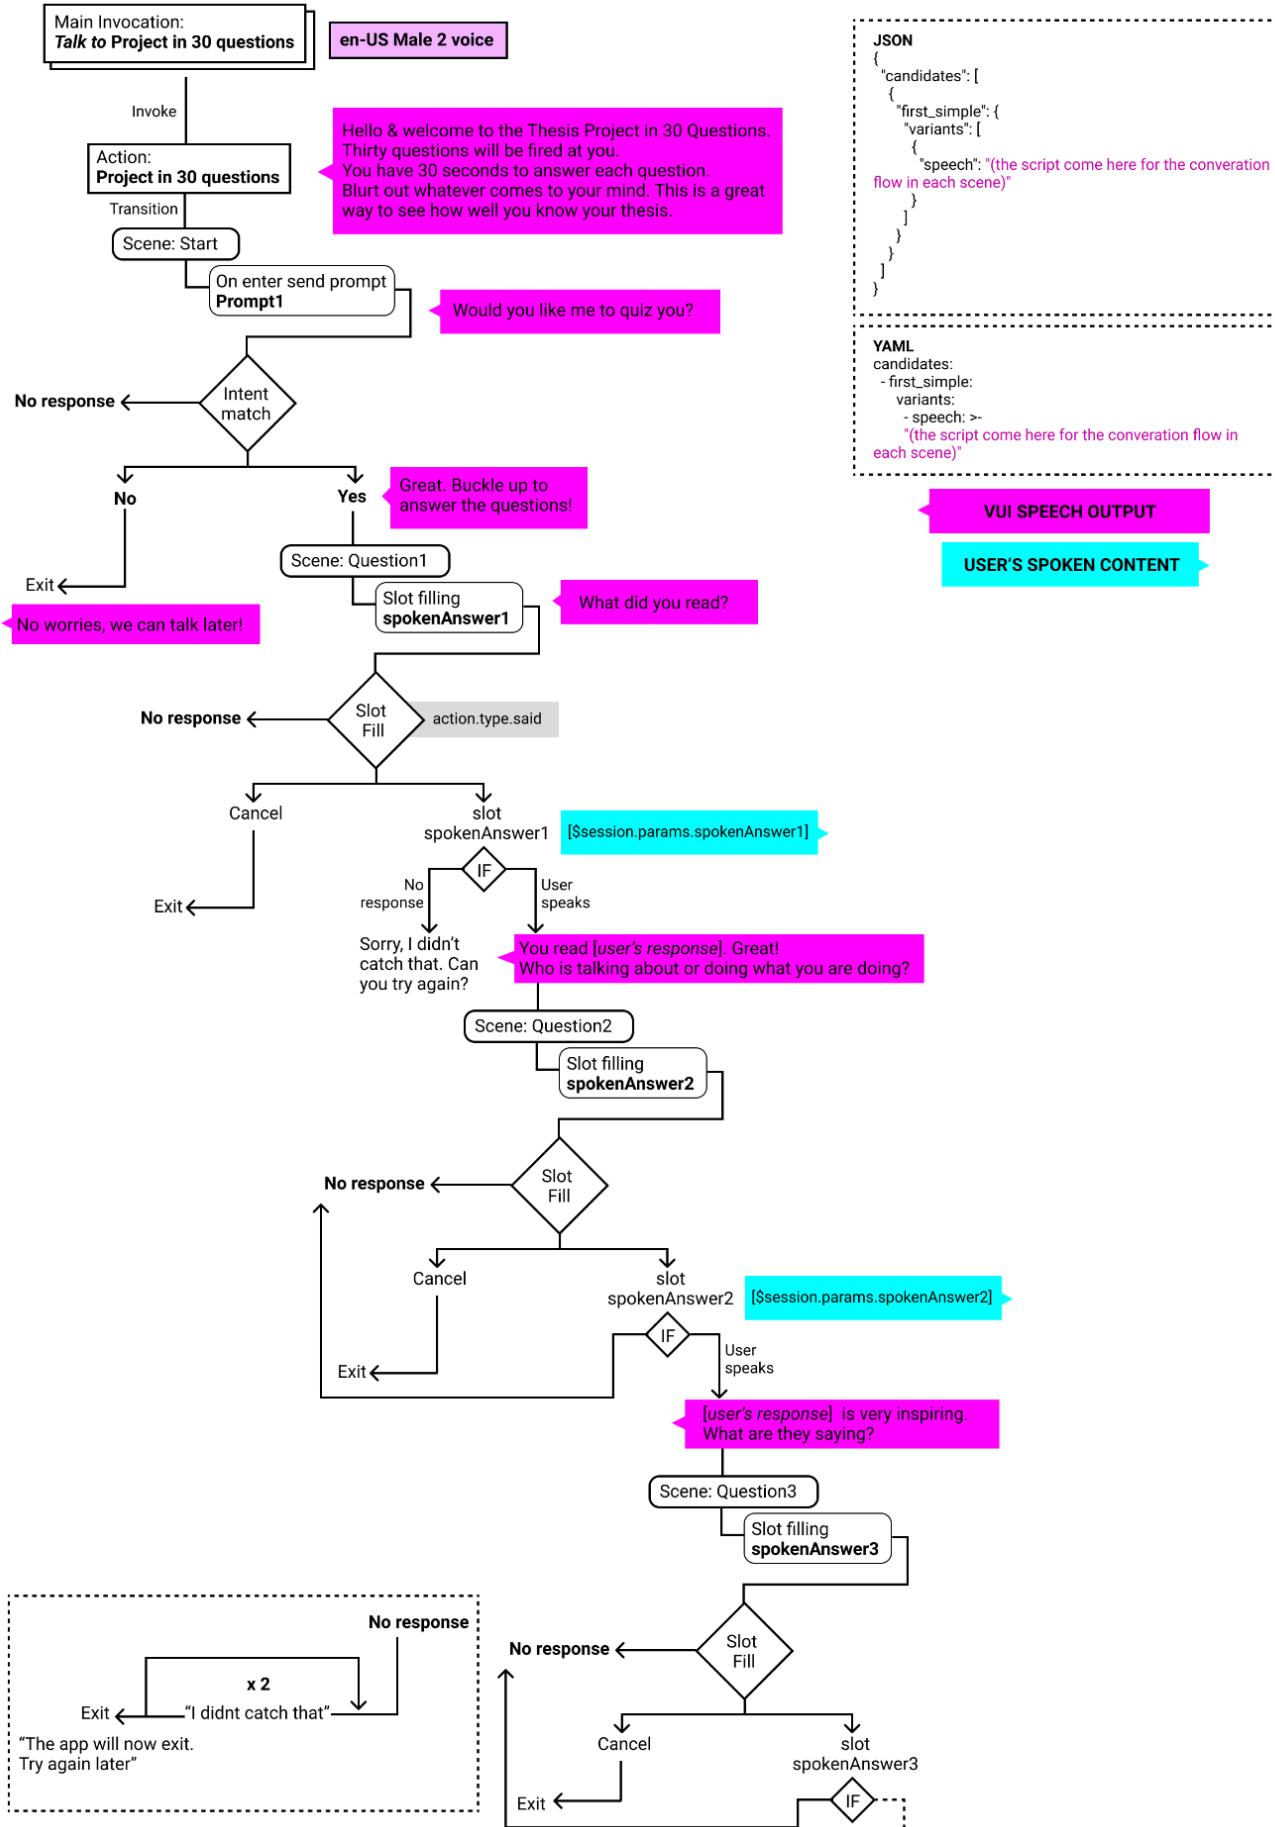 Main Invocation:
Talk to Project in 30 questions
en-US Male 2 voice
Invoke
Action:
Project in 30 questions
Hello & welcome to the Thesis Project in 30 Questions.
Thirty questions will be fired at you.
You have 30 seconds to answer each question.
Blurt out whatever comes to your mind. This is a great
way to see how well you know your thesis.
Transition
Scene: Start
On enter send prompt
Prompt1
Would you like me to quiz you?
Intent
match
No response
No
Yes
Great. Buckle up to
answer the questions!
Exit
No worries, we can talk later!
Scene: Question1
Slot filling
spokenAnswer1
What did you read?
No response
Slot
Fill
action.type.said
Cancel
Exit
slot
spokenAnswer1
[$session.params.spokenAnswer1]
IF
No
response
User
speaks
Sorry, I didn't
catch that. Can
you try again?
You read [user's response]. Great!
Who is talking about or doing what you are doing?
Scene: Question2
Slot filling
spokenAnswer2
No response
Slot
Fill
Cancel
Exit
slot
spokenAnswer2
[$session.params.spokenAnswer2]
IF
User
speaks
[user's response] is very inspiring.
What are they saying?
Scene: Question3
Slot filling
spokenAnswer3
No response
Slot
Fill
Cancel
Exit
slot
spokenAnswer3
IF
No response
x 2
Exit
“I didnt catch that”
“The app will now exit.
Try again later”
JSON
{
"candidates": [
{
"first_simple": {
"variants": [
{
"speech": "(the script come here for the converation
flow in each scene)"
}
]
}
}
]
}
YAML
candidates:
- first_simple:
variants:
- speech: >-
"(the script come here for the converation flow in
each scene)"
VUI SPEECH OUTPUT
USER'S SPOKEN CONTENT